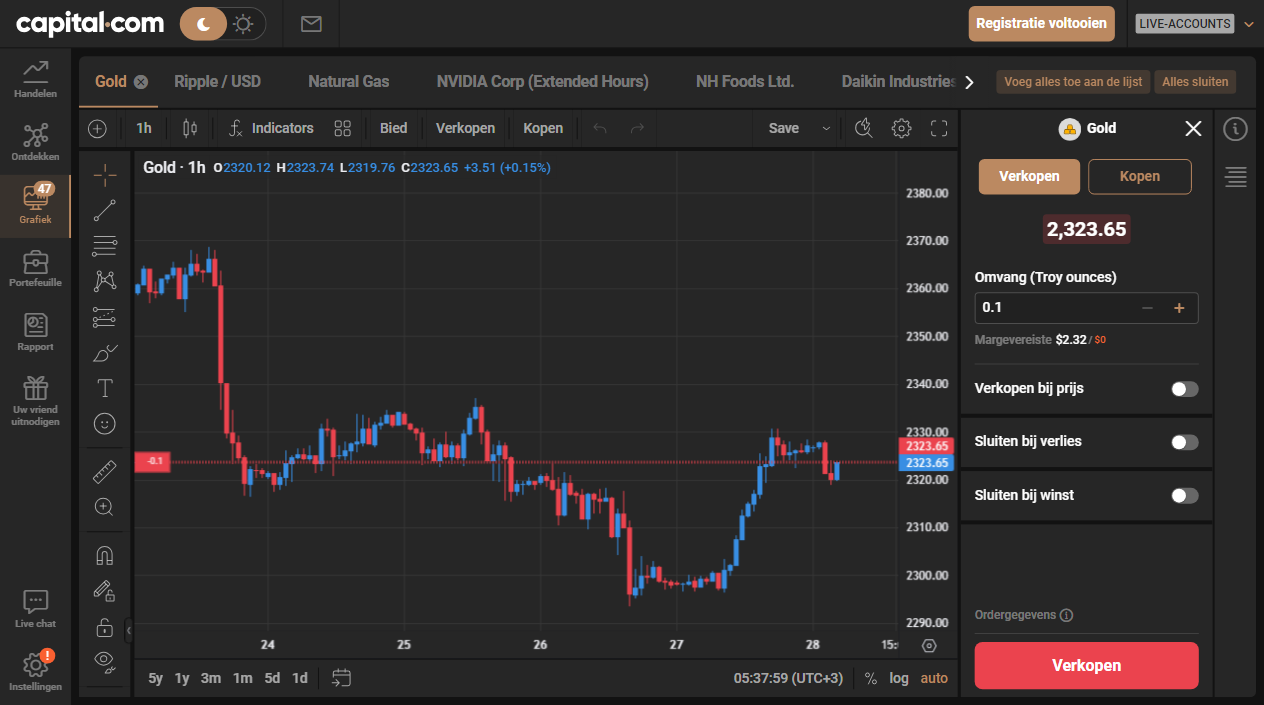 capital.com
Registratie voltooien
LIVE-ACCOUNTS
Handelen
Ontdekken
47
Grafiek
Portefeuille
Rapport
Uw vriend
uitnodigen
Live chat
!
Instellingen
Gold
Ripple / USD
Natural Gas
NVIDIA Corp (Extended Hours)
NH Foods Ltd.
Daikin Industries
Voeg alles toe aan de lijst
Alles sluiten
1h
Indicators
Bied
Verkopen
Kopen
Save
Gold · 1h O2320.12 H2323.74 L2319.76 C2323.65 +3.51 (+0.15%)
2380.00
2370.00
2360.00
2350.00
2340.00
2330.00
2323.65
2323.65
2320.00
2310.00
2300.00
2290.00
-0.1
24 25 26 27 28 15:
5y 1y 3m 1m 5d 1d
05:37:59 (UTC+3) % log auto
Gold
Verkopen
Kopen
2,323.65
Omvang (Troy ounces)
0.1
Margevereiste $2.32 / $0
Verkopen bij prijs
Sluiten bij verlies
Sluiten bij winst
Ordergegevens
Verkopen